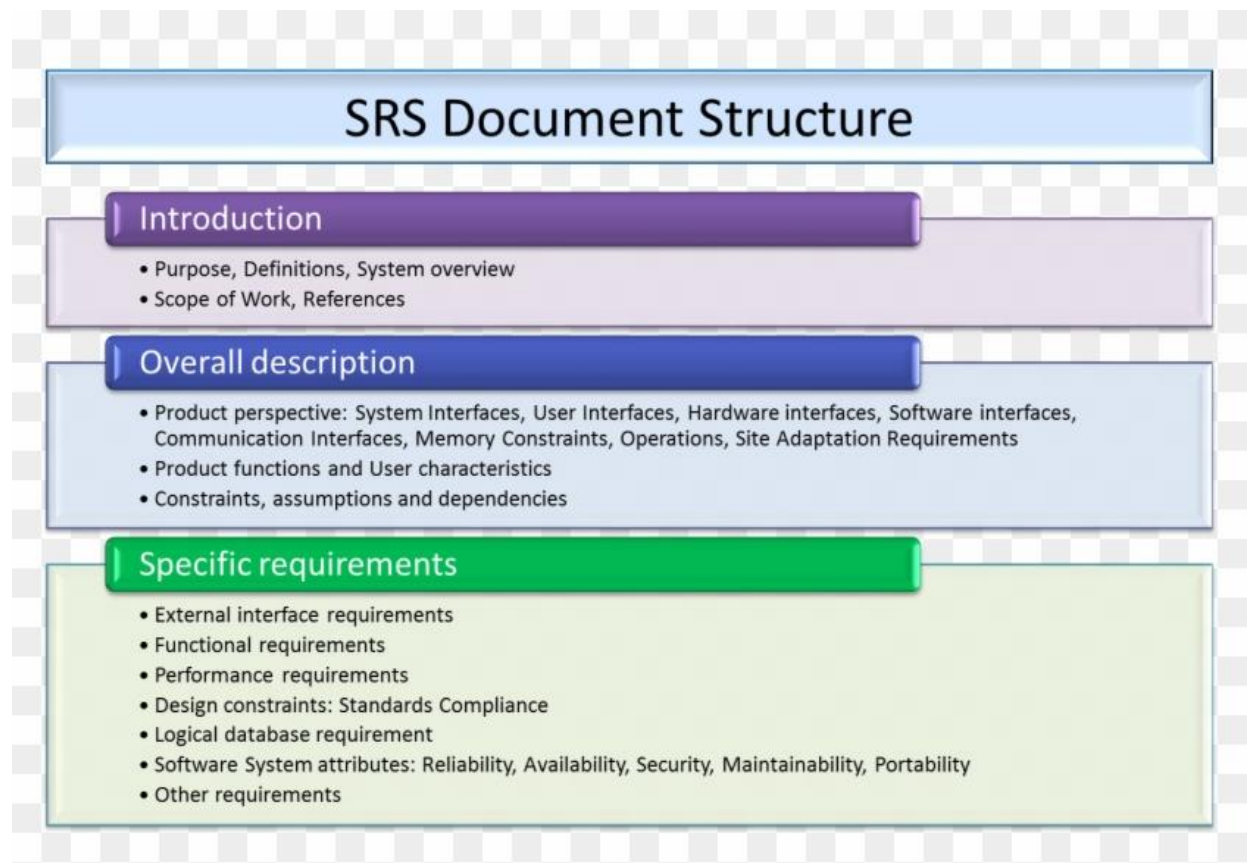 SRS Document Structure
Introduction
• Purpose, Definitions, System overview
• Scope of Work, References
Overall description
• Product perspective: System Interfaces, User Interfaces, Hardware interfaces, Software interfaces,
Communication Interfaces, Memory Constraints, Operations, Site Adaptation Requirements
• Product functions and User characteristics
• Constraints, assumptions and dependencies
Specific requirements
• External interface requirements
• Functional requirements
• Performance requirements
• Design constraints: Standards Compliance
• Logical database requirement
• Software System attributes: Reliability, Availability, Security, Maintainability, Portability
• Other requirements